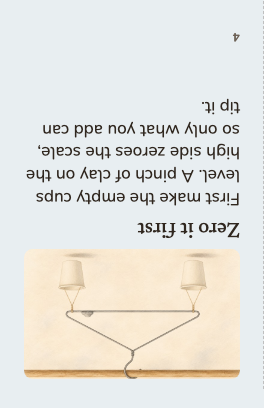 Zero it first
First make the empty cups
level. A pinch of clay on the
high side zeroes the scale,
so only what you add can
tip it.
4